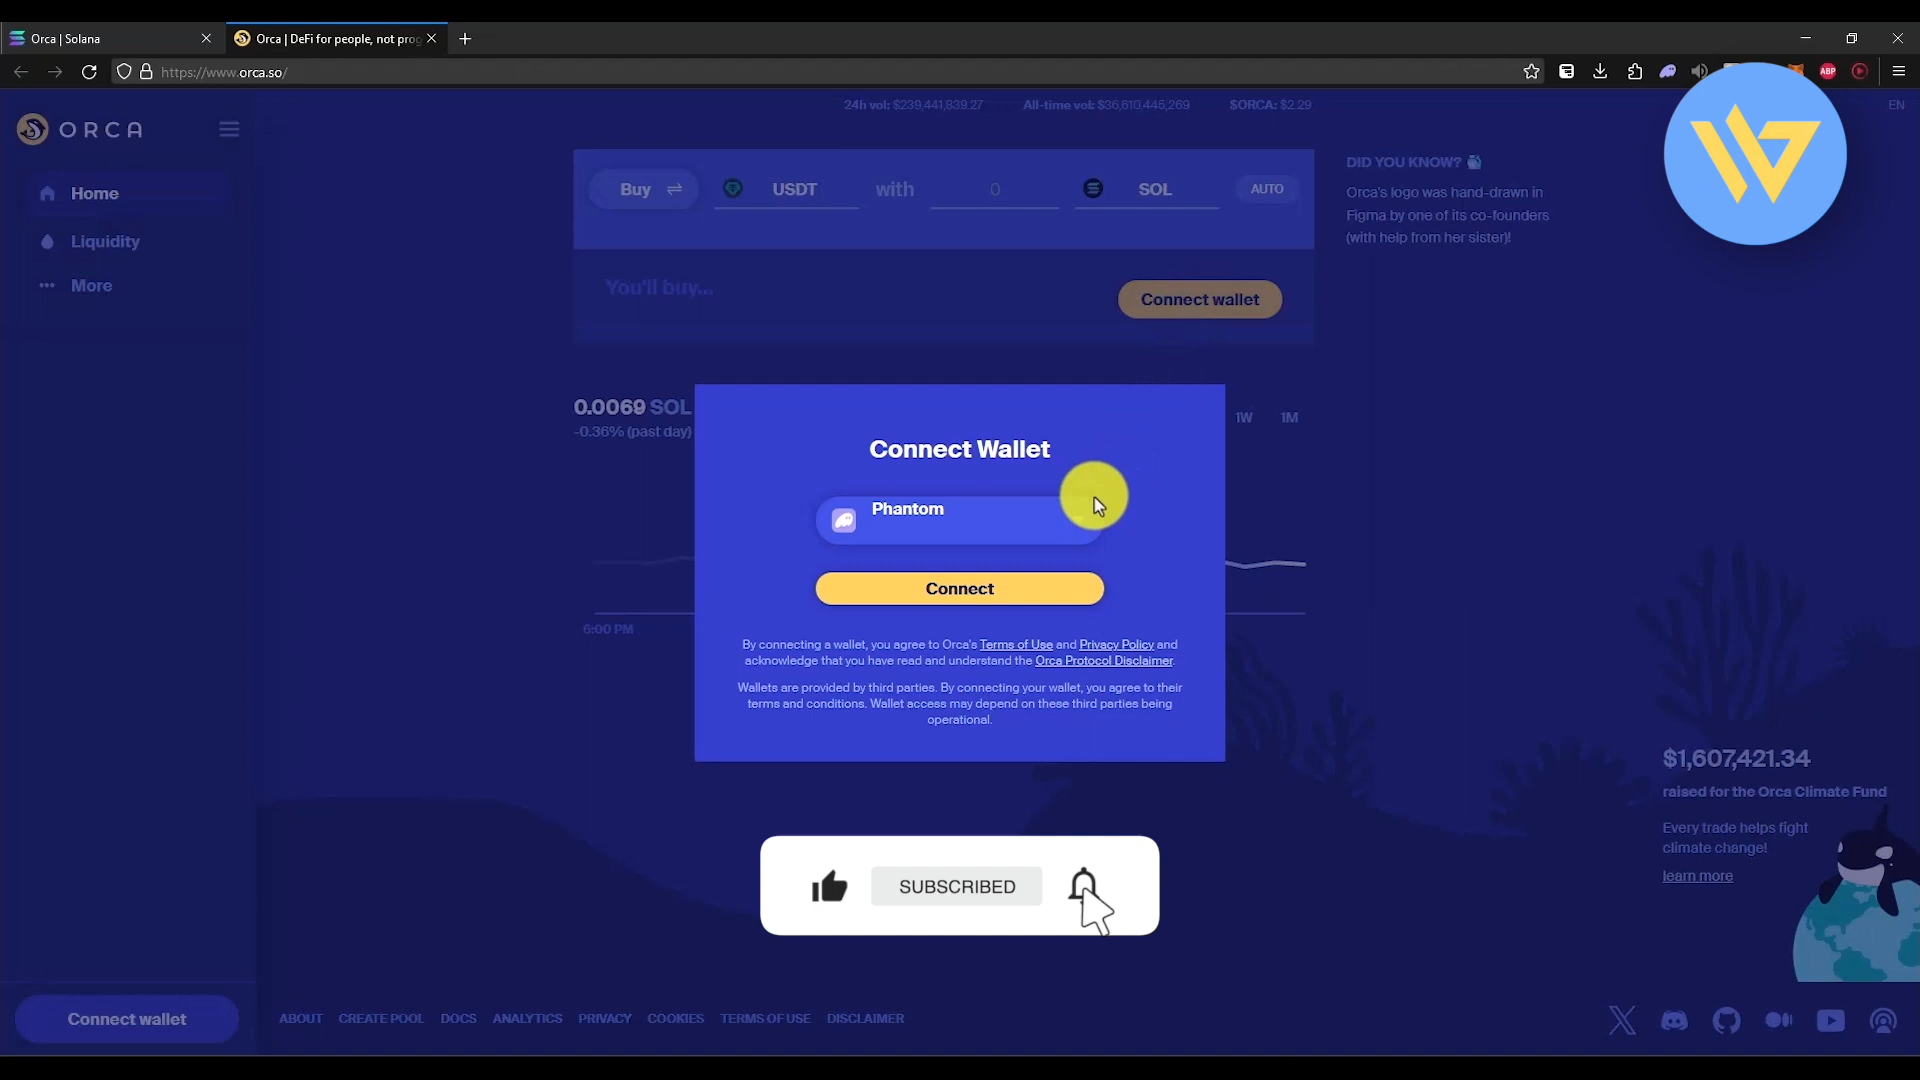 Orca | Solana
Orca | DeFi for people, not prog
https://www.orca.so/
ABP
24h vol: $239,441,839.27
All-time vol: $36,610,445,269
$ORCA: $2.29
EN
ORCA
Home
Liquidity
More
Buy
USDT
with
0
SOL
AUTO
You'll buy...
Connect wallet
DID YOU KNOW?
Orca's logo was hand-drawn in
Figma by one of its co-founders
(with help from her sister)!
0.0069 SOL
-0.36% (past day)
1W
1M
6:00 PM
Connect Wallet
Phantom
Connect
By connecting a wallet, you agree to Orca's Terms of Use and Privacy Policy and
acknowledge that you have read and understand the Orca Protocol Disclaimer.
Wallets are provided by third parties. By connecting your wallet, you agree to their
terms and conditions. Wallet access may depend on these third parties being
operational.
$1,607,421.34
raised for the Orca Climate Fund
Every trade helps fight
climate change!
learn more
SUBSCRIBED
Connect wallet
ABOUT
CREATE POOL
DOCS
ANALYTICS
PRIVACY
COOKIES
TERMS OF USE
DISCLAIMER